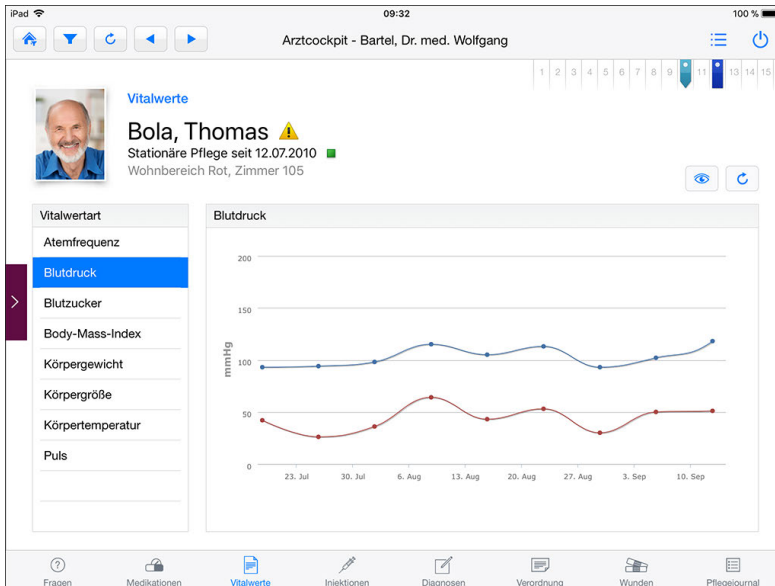 iPad 09:32 100 %
Arztcockpit - Bartel, Dr. med. Wolfgang
1 2 3 4 5 6 7 8 9 11 13 14 15
Vitalwerte
Bola, Thomas
Stationäre Pflege seit 12.07.2010
Wohnbereich Rot, Zimmer 105
Vitalwertart
Atemfrequenz
Blutdruck
Blutzucker
Body-Mass-Index
Körpergewicht
Körpergröße
Körpertemperatur
Puls
Blutdruck
mmHg
200
150
100
50
0
23. Jul 30. Jul 6. Aug 13. Aug 20. Aug 27. Aug 3. Sep 10. Sep
Fragen Medikationen Vitalwerte Injektionen Diagnosen Verordnung Wunden Pflegejournal